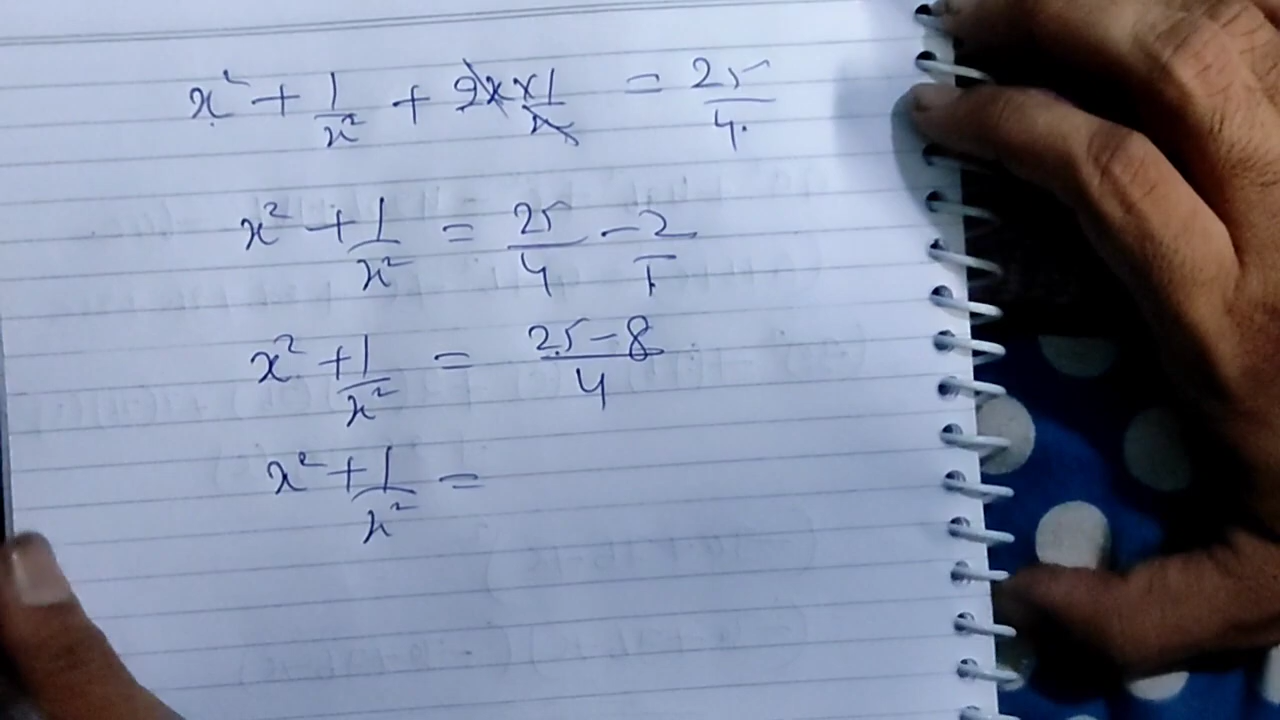 x² + 1/x² + 2x × 1/x = 25/4
x² + 1/x² = 25/4 - 2/1
x² + 1/x² = 25-8/4
x² + 1/x² =